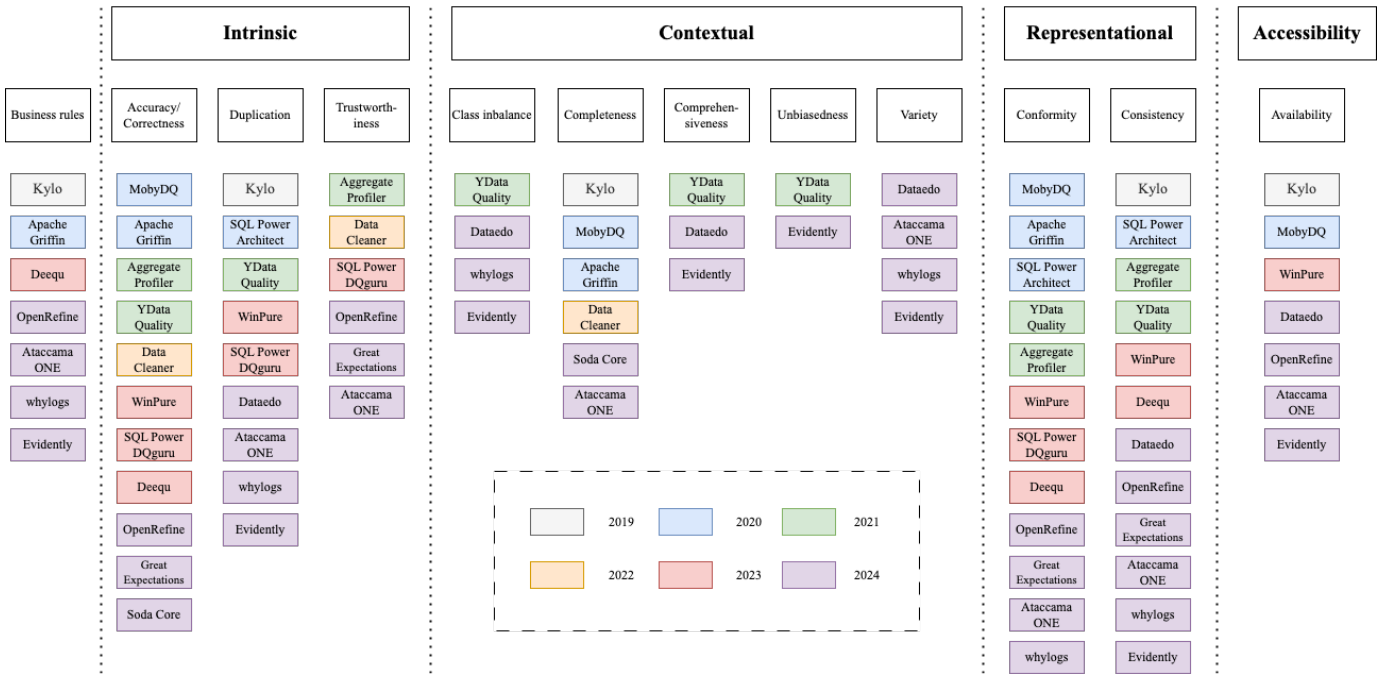 Intrinsic
Contextual
Representational
Accessibility
Business rules
Accuracy/
Correctness
Duplication
Trustworth-
iness
Class inbalance
Completeness
Comprehen-
siveness
Unbiasedness
Variety
Conformity
Consistency
Availability
Kylo
Apache
Griffin
Deequ
OpenRefine
Ataccama
ONE
whylogs
Evidently
MobyDQ
Apache
Griffin
Aggregate
Profiler
YData
Quality
Data
Cleaner
WinPure
SQL Power
DQguru
Deequ
OpenRefine
Great
Expectations
Soda Core
Kylo
SQL Power
Architect
YData
Quality
WinPure
SQL Power
DQguru
Dataedo
Ataccama
ONE
whylogs
Evidently
Aggregate
Profiler
Data
Cleaner
SQL Power
DQguru
OpenRefine
Great
Expectations
Ataccama
ONE
YData
Quality
Dataedo
whylogs
Evidently
Kylo
MobyDQ
Apache
Griffin
Data
Cleaner
Soda Core
Ataccama
ONE
YData
Quality
Dataedo
Evidently
YData
Quality
Evidently
Dataedo
Ataccama
ONE
whylogs
Evidently
MobyDQ
Apache
Griffin
SQL Power
Architect
YData
Quality
Aggregate
Profiler
WinPure
SQL Power
DQguru
Deequ
OpenRefine
Great
Expectations
Ataccama
ONE
whylogs
Kylo
SQL Power
Architect
Aggregate
Profiler
YData
Quality
WinPure
Deequ
Dataedo
OpenRefine
Great
Expectations
Ataccama
ONE
whylogs
Evidently
Kylo
MobyDQ
WinPure
Dataedo
OpenRefine
Ataccama
ONE
Evidently
2019
2020
2021
2022
2023
2024